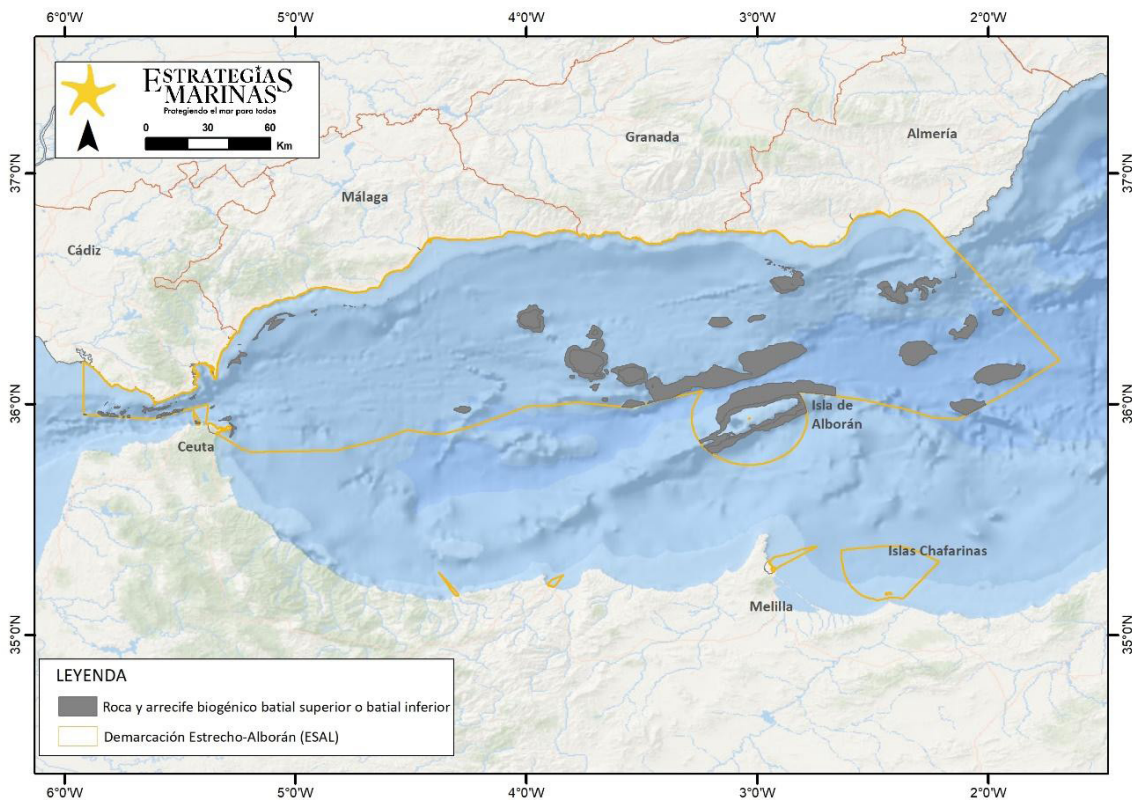 6°0'W 5°0'W 4°0'W 3°0'W 2°0'W
ESTRATEGIAS
MARINAS
Protegiendo el mar para todos
0 30 60
Km
37°0'N
37°0'N
Granada
Almería
Málaga
Cádiz
36°0'N
36°0'N
Isla de
Alborán
Ceuta
Islas Chafarinas
Melilla
35°0'N
35°0'N
LEYENDA
Roca y arrecife biogénico batial superior o batial inferior
Demarcación Estrecho-Alborán (ESAL)
6°0'W 5°0'W 4°0'W 3°0'W 2°0'W